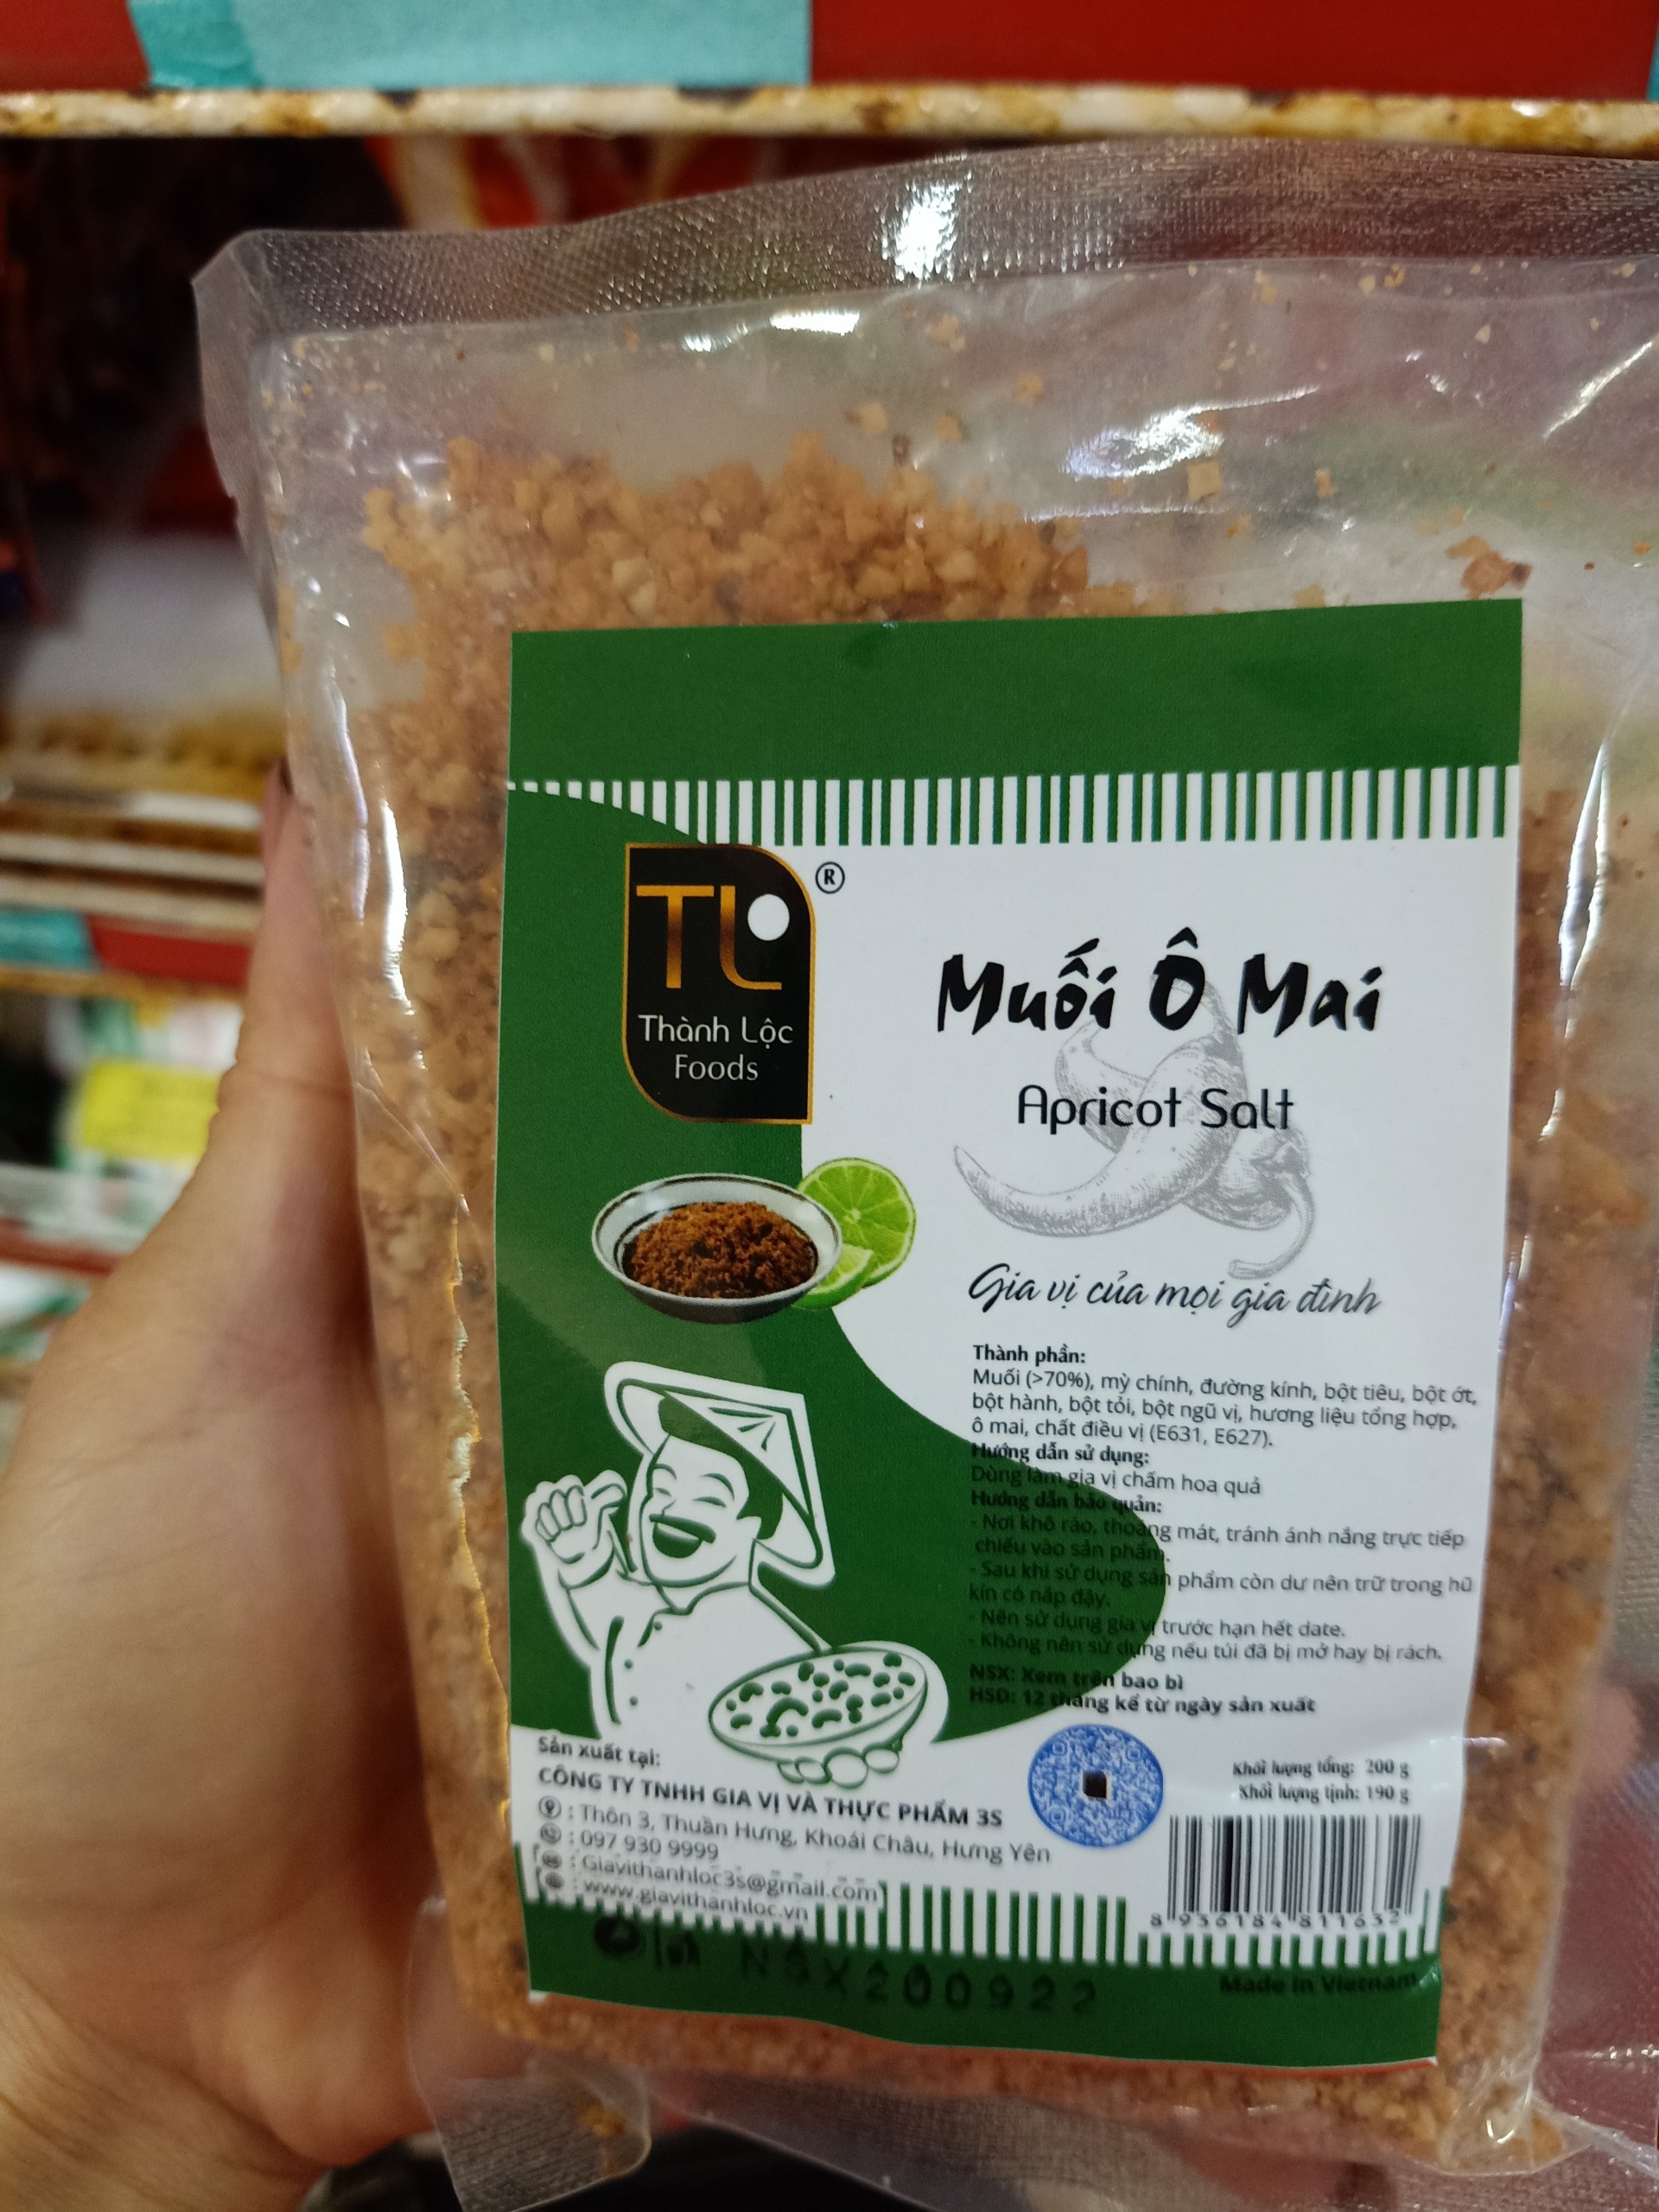 TL
®
Thành Lộc
Foods
Muối Ô Mai
Apricot Salt
Gia vị của mọi gia đình
Thành phần:
Muối (>70%), mỳ chính, đường kính, bột tiêu, bột ớt,
bột hành, bột tỏi, bột ngũ vị, hương liệu tổng hợp,
ô mai, chất điều vị (E631, E627).
Hướng dẫn sử dụng:
Dùng làm gia vị chấm hoa quả
Hướng dẫn bảo quản:
- Nơi khô ráo, thoáng mát, tránh ánh nắng trực tiếp
chiếu vào sản phẩm.
- Sau khi sử dụng sản phẩm còn dư nên trữ trong hũ
kín có nắp đậy.
- Nên sử dụng gia vị trước hạn hết date.
- Không nên sử dụng nếu túi đã bị mở hay bị rách.
NSX: Xem trên bao bì
HSD: 12 tháng kể từ ngày sản xuất
Sản xuất tại:
CÔNG TY TNHH GIA VỊ VÀ THỰC PHẨM 3S
: Thôn 3, Thuần Hưng, Khoái Châu, Hưng Yên
: 097 930 9999
: Giavithanhloc3s@gmail.com
: www.giavithanhloc.vn
Khối lượng tổng: 200 g
Khối lượng tịnh: 190 g
8 936184 811632
NSX200922
Made in Vietnam